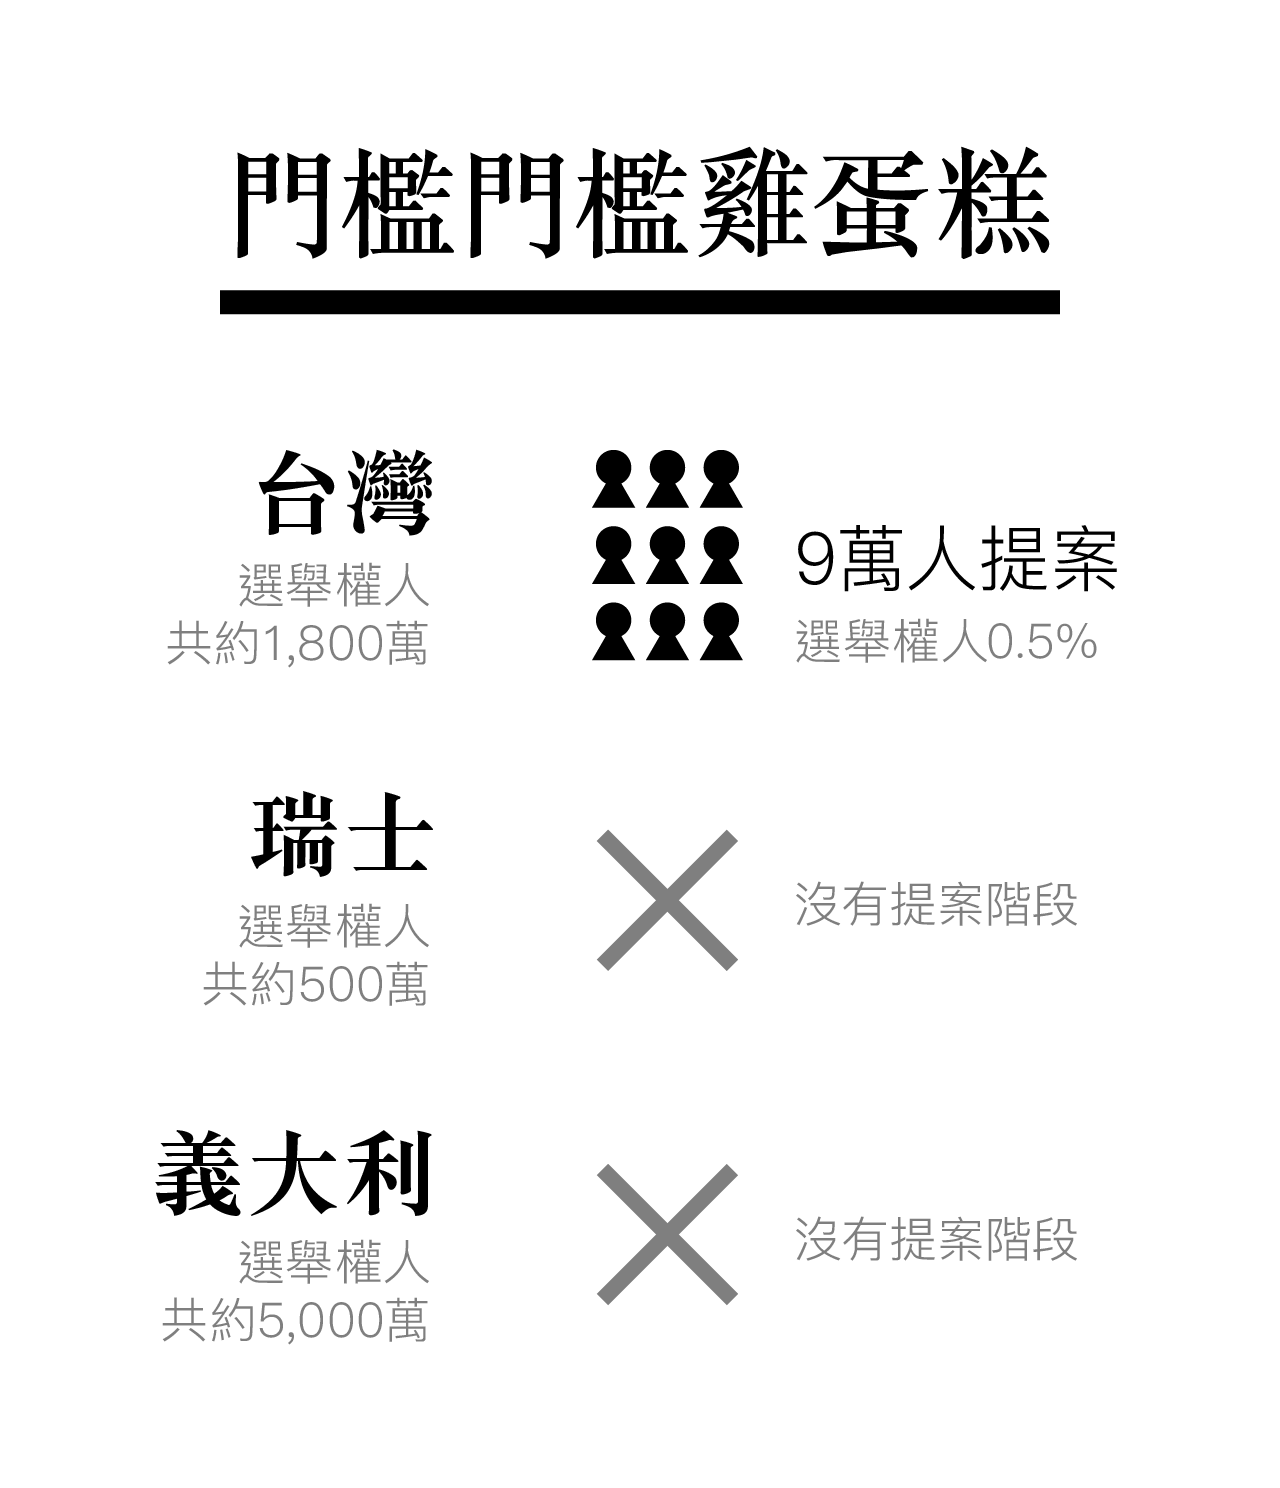 門檻門檻雞蛋糕
台灣
選舉權人
共約1,800萬
9萬人提案
選舉權人0.5%
瑞士
選舉權人
共約500萬
沒有提案階段
義大利
選舉權人
共約5,000萬
沒有提案階段